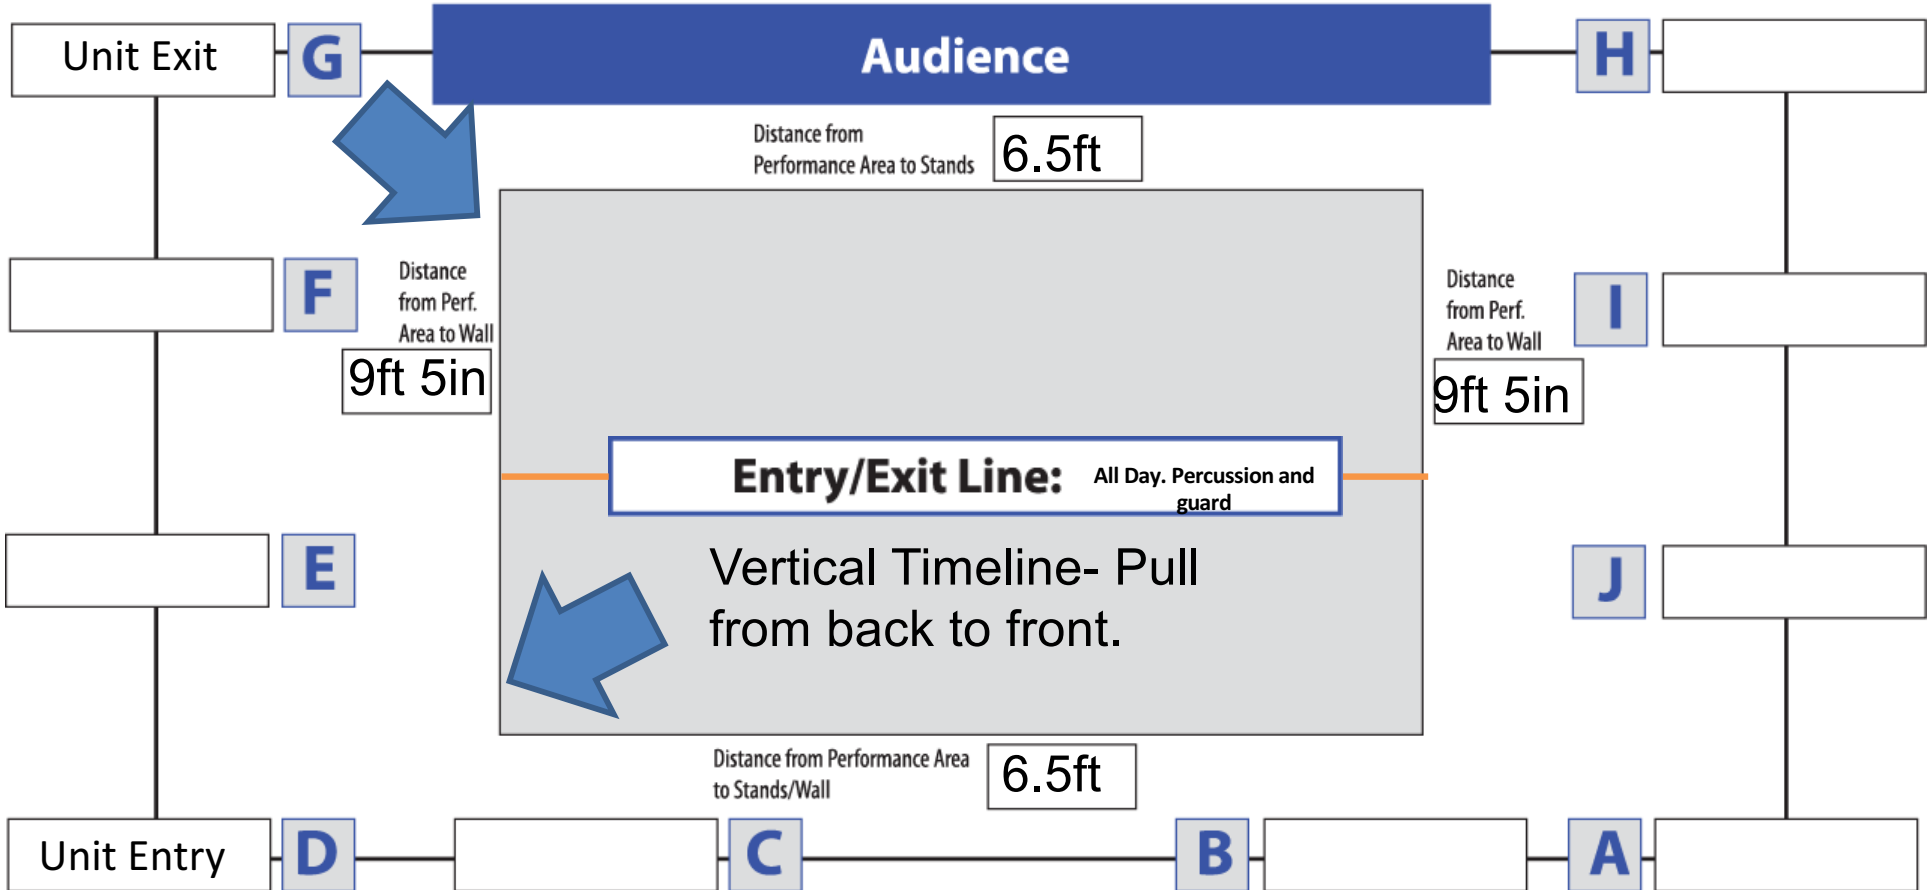 Unit Exit
G
Audience
H
Distance from
Performance Area to Stands
6.5ft
F
Distance
from Perf.
Area to Wall
9ft 5in
Distance
from Perf.
Area to Wall
9ft 5in
I
Entry/Exit Line:
All Day. Percussion and
guard
E
Vertical Timeline- Pull
from back to front.
J
Distance from Performance Area
to Stands/Wall
6.5ft
Unit Entry
D
C
B
A